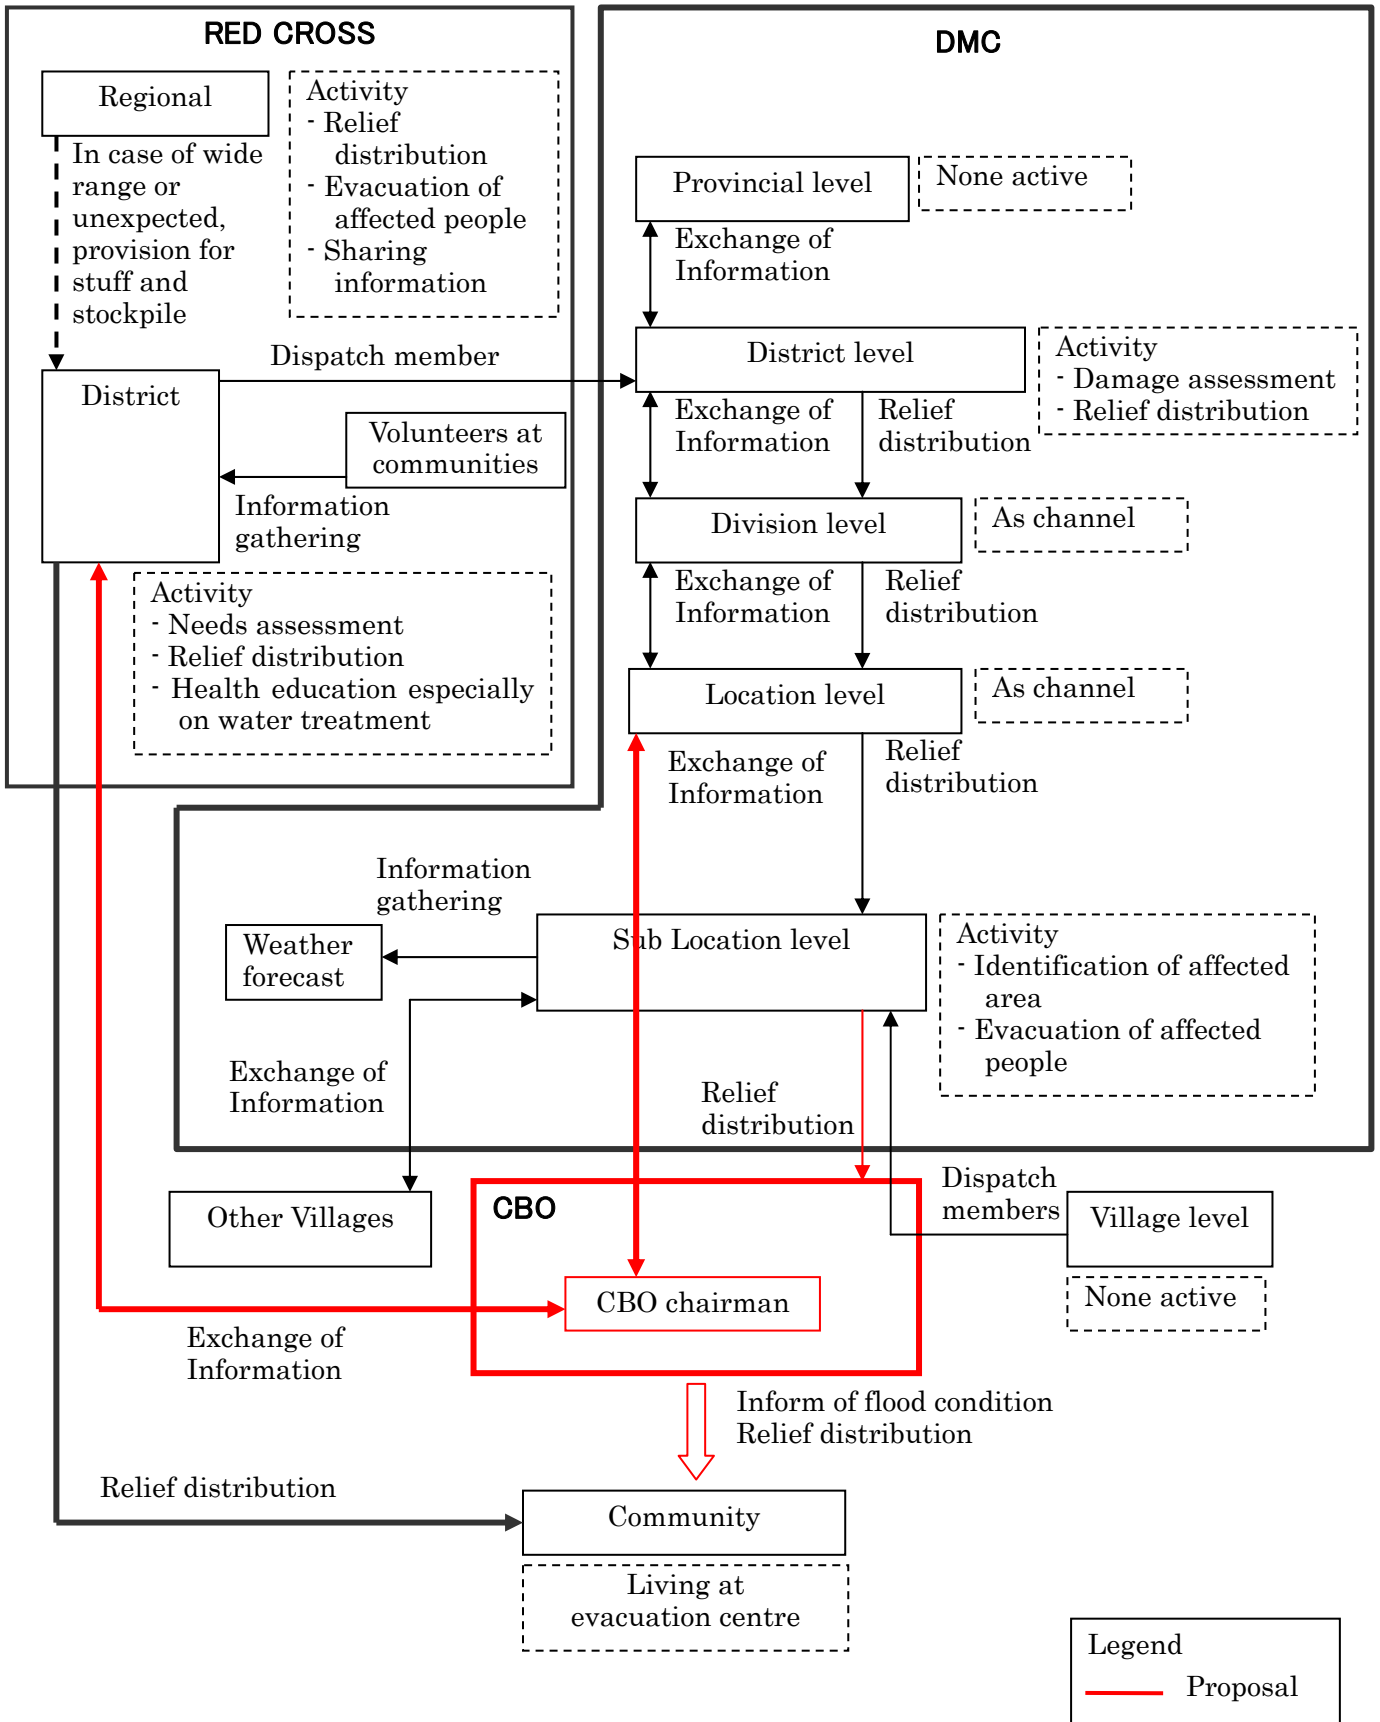 RED CROSS
Regional
In case of wide
range or
unexpected,
provision for
stuff and
stockpile
Activity
- Relief
distribution
- Evacuation of
affected people
- Sharing
information
District
Dispatch member
Volunteers at
communities
Information
gathering
Activity
- Needs assessment
- Relief distribution
- Health education especially
on water treatment
DMC
Provincial level
None active
Exchange of
Information
District level
Activity
- Damage assessment
- Relief distribution
Exchange of
Information
Relief
distribution
Division level
As channel
Exchange of
Information
Relief
distribution
Location level
As channel
Exchange of
Information
Relief
distribution
Information
gathering
Weather
forecast
Sub Location level
Activity
- Identification of affected
area
- Evacuation of affected
people
Exchange of
Information
Relief
distribution
Other Villages
CBO
CBO chairman
Dispatch
members
Village level
None active
Exchange of
Information
Inform of flood condition
Relief distribution
Relief distribution
Community
Living at
evacuation centre
Legend
Proposal